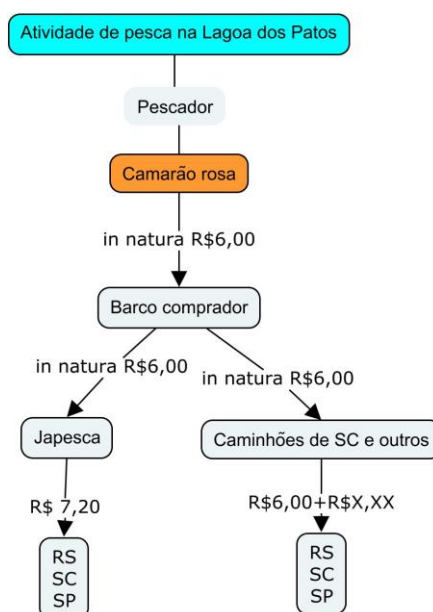 Atividade de pesca na Lagoa dos Patos
Pescador
Camarão rosa
in natura R$6,00
Barco comprador
in natura R$6,00
in natura R$6,00
Japesca
Caminhões de SC e outros
R$ 7,20
R$6,00+R$X,XX
RS
SC
SP
RS
SC
SP